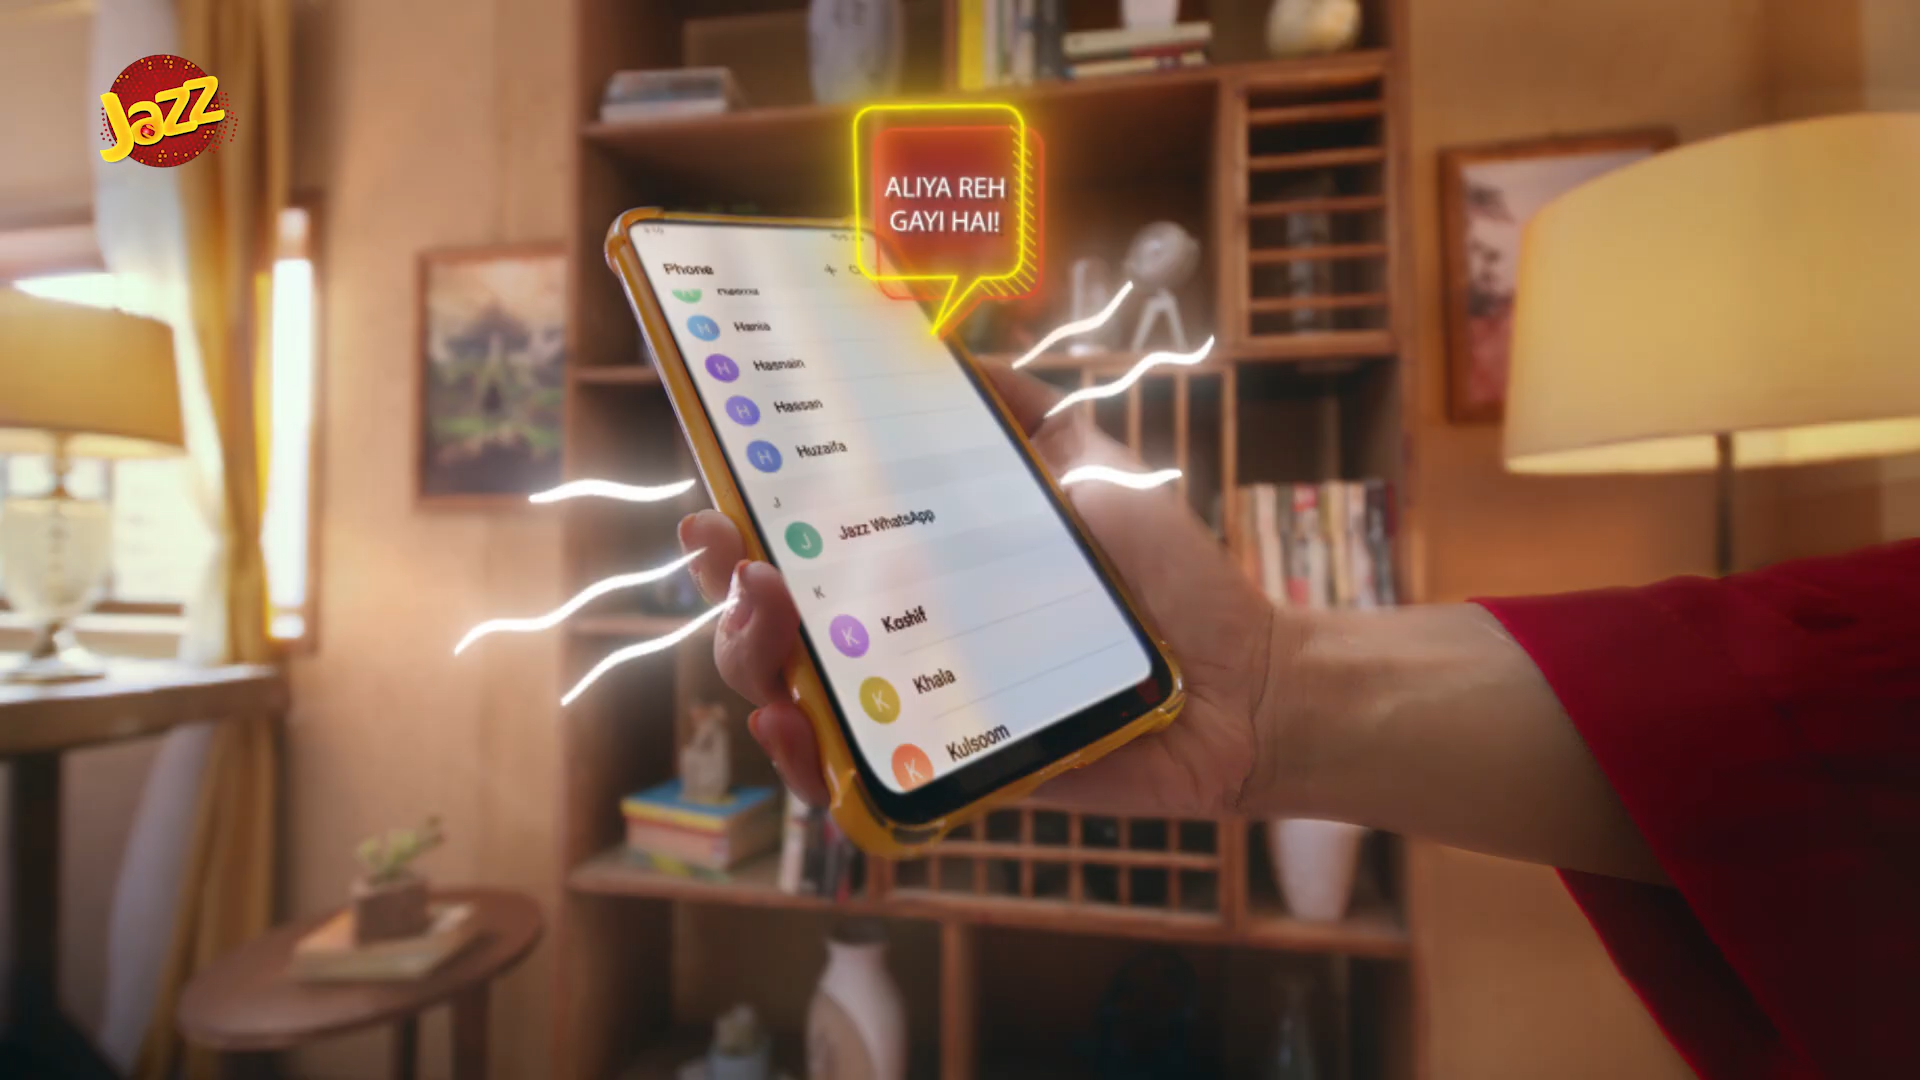 Jazz
ALIYA REH
GAYI HAI!
Phone
Hania
H
Hasnain
H
Hassan
H
Huzaifa
H
J
Jazz WhatsApp
J
K
Kashif
K
Khala
K
Kulsoom
K